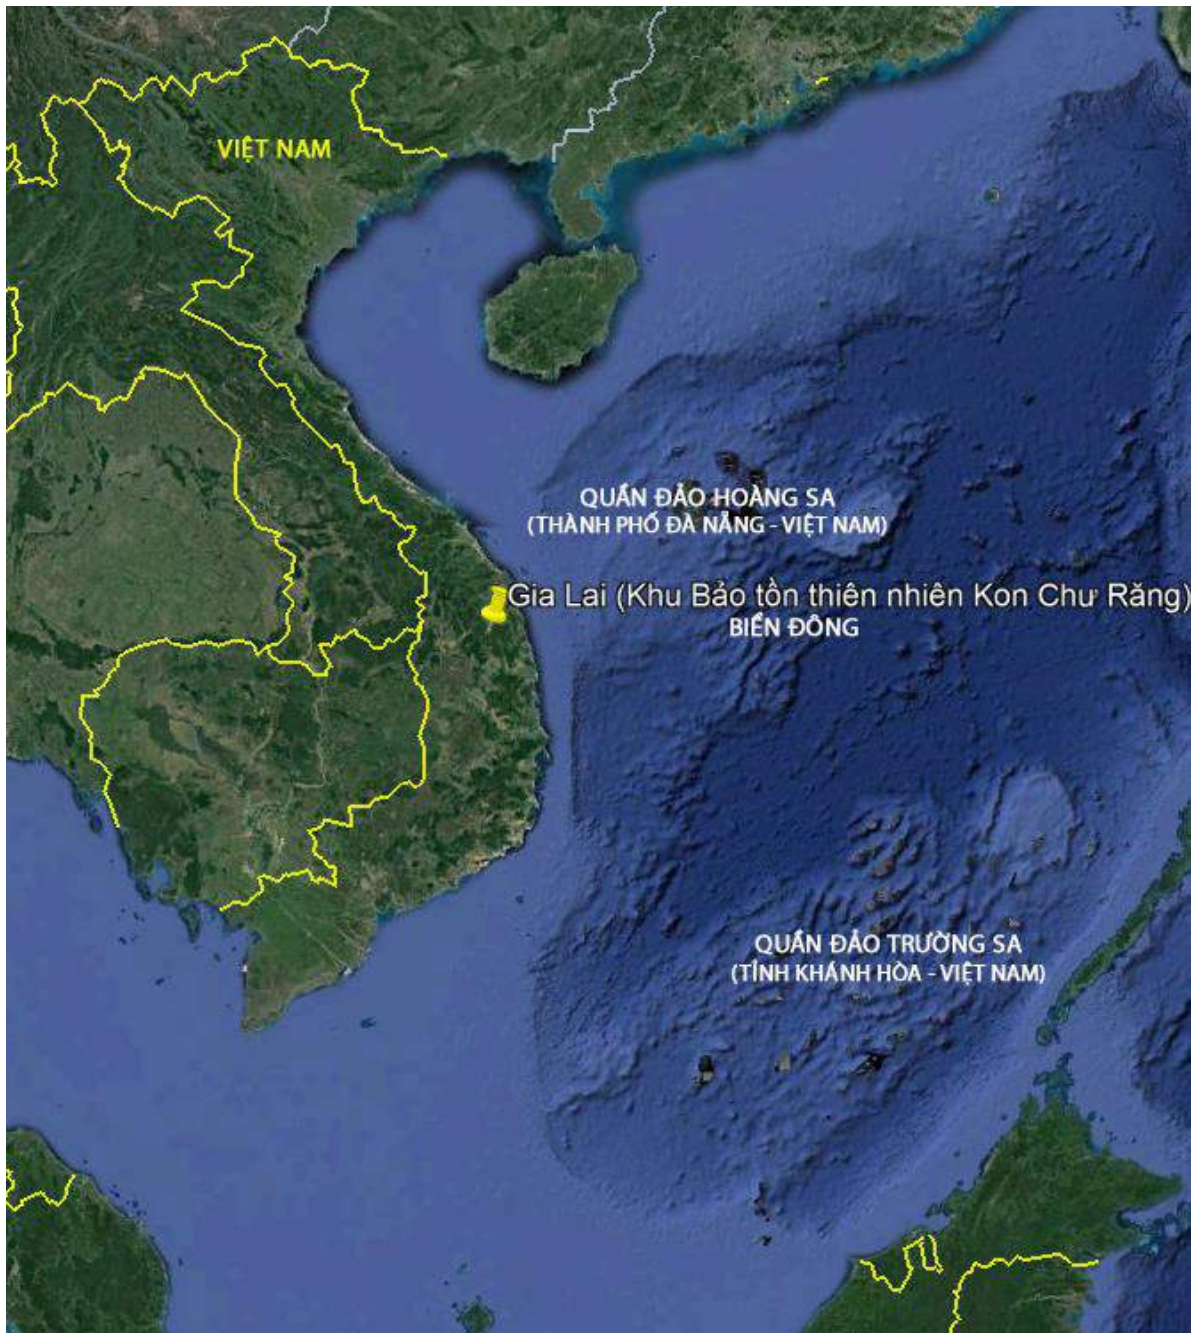 VIỆT NAM
QUẦN ĐẢO HOÀNG SA
(THÀNH PHỐ ĐÀ NẴNG - VIỆT NAM)
Gia Lai (Khu Bảo tồn thiên nhiên Kon Chư Răng)
BIỂN ĐÔNG
QUẦN ĐẢO TRƯỜNG SA
(TỈNH KHÁNH HÒA - VIỆT NAM)